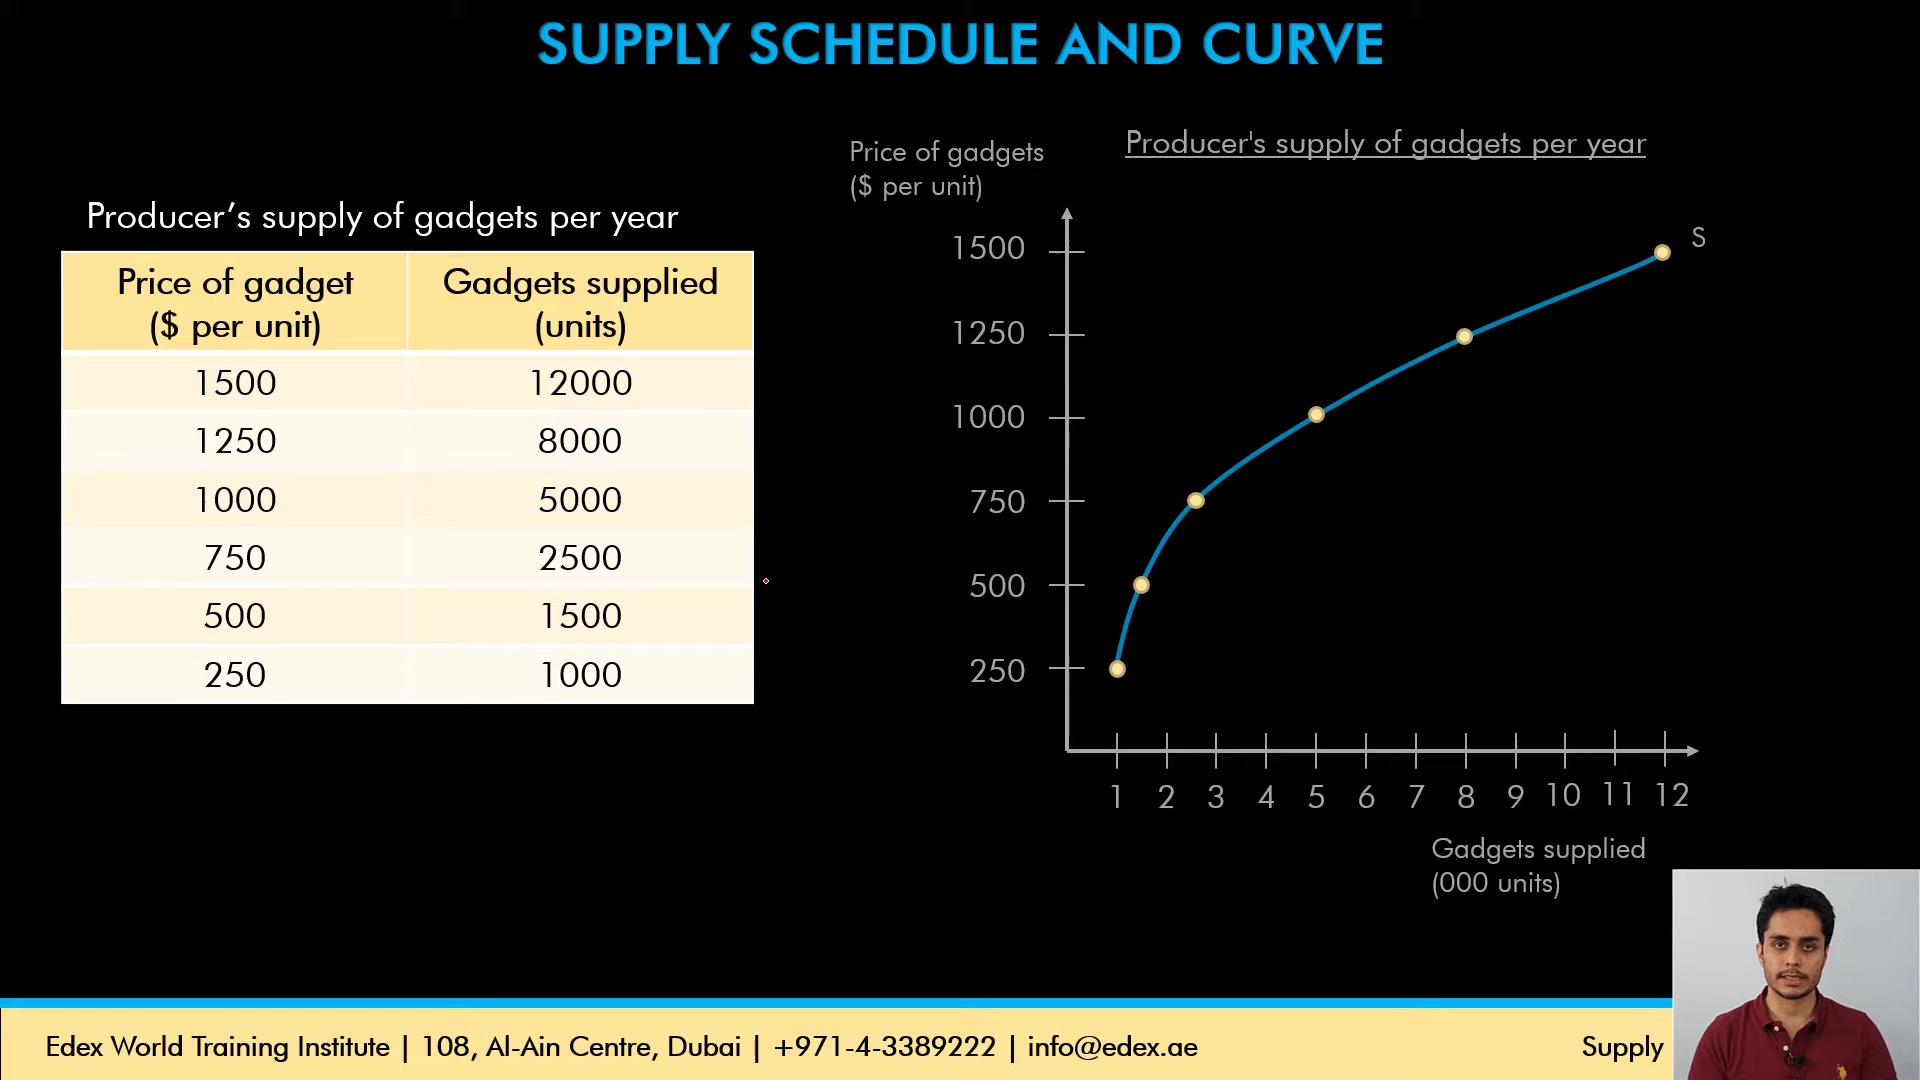 SUPPLY SCHEDULE AND CURVE
Producer’s supply of gadgets per year
Price of gadget Gadgets supplied
($ per unit) (units)
1500 12000
1250 8000
1000 5000
750 2500
500 1500
250 1000
Producer's supply of gadgets per year
Price of gadgets
($ per unit)
S
1500
1250
1000
750
500
250
1 2 3 4 5 6 7 8 9 10 11 12
Gadgets supplied
(000 units)
Edex World Training Institute | 108, Al-Ain Centre, Dubai | +971-4-3389222 | info@edex.ae
Supply